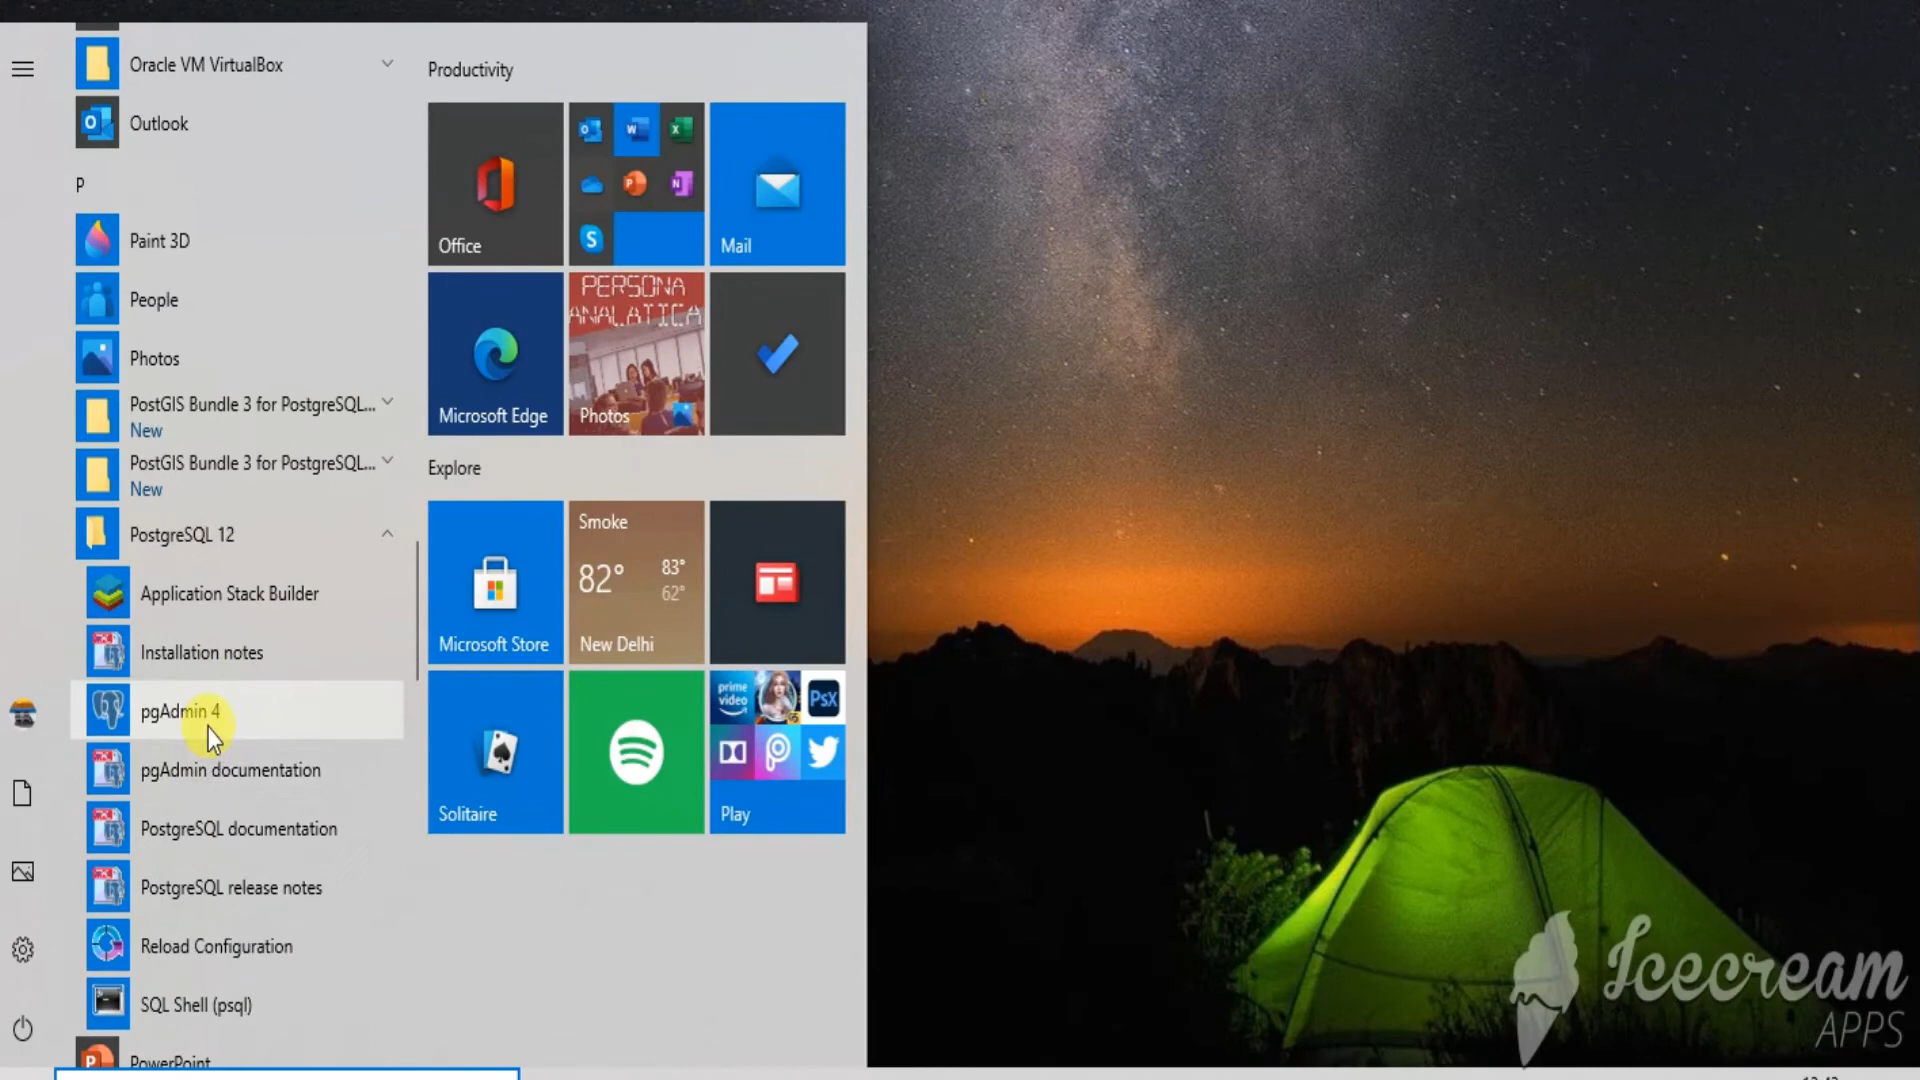 Oracle VM VirtualBox
Outlook
P
Paint 3D
People
Photos
PostGIS Bundle 3 for PostgreSQL...
New
PostGIS Bundle 3 for PostgreSQL...
New
PostgreSQL 12
Application Stack Builder
Installation notes
pgAdmin 4
pgAdmin documentation
PostgreSQL documentation
PostgreSQL release notes
Reload Configuration
SQL Shell (psql)
PowerPoint
Productivity
Office
Mail
Microsoft Edge
PERSONA
ANALATICA
Photos
Explore
Microsoft Store
Smoke
82° 83°
62°
New Delhi
Solitaire
prime
video
PsX
Play
Icecream
APPS